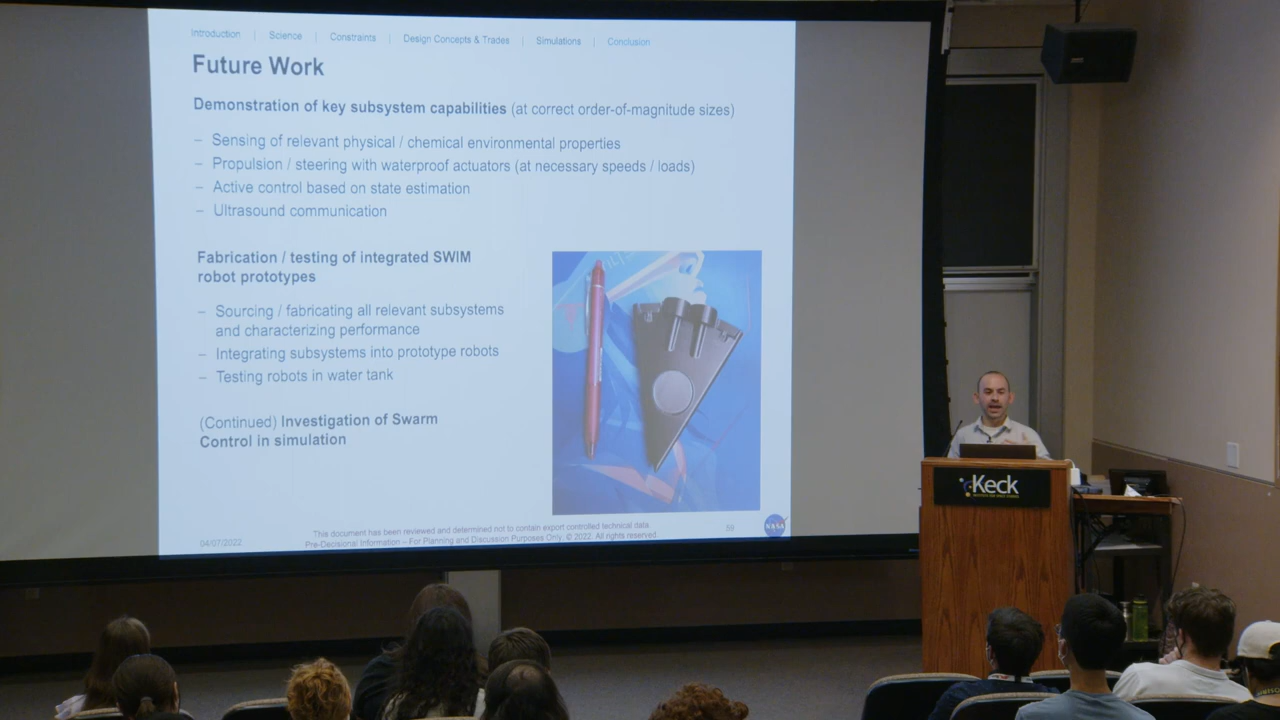 Introduction | Science | Constraints | Design Concepts & Trades | Simulations | Conclusion
Future Work
Demonstration of key subsystem capabilities (at correct order-of-magnitude sizes)
– Sensing of relevant physical / chemical environmental properties
– Propulsion / steering with waterproof actuators (at necessary speeds / loads)
– Active control based on state estimation
– Ultrasound communication
Fabrication / testing of integrated SWIM
robot prototypes
– Sourcing / fabricating all relevant subsystems
and characterizing performance
– Integrating subsystems into prototype robots
– Testing robots in water tank
(Continued) Investigation of Swarm
Control in simulation
04/07/2022
This document has been reviewed and determined not to contain export controlled technical data.
Pre-Decisional Information – For Planning and Discussion Purposes Only. © 2022. All rights reserved.
59
NASA
Keck
INSTITUTE FOR SPACE STUDIES